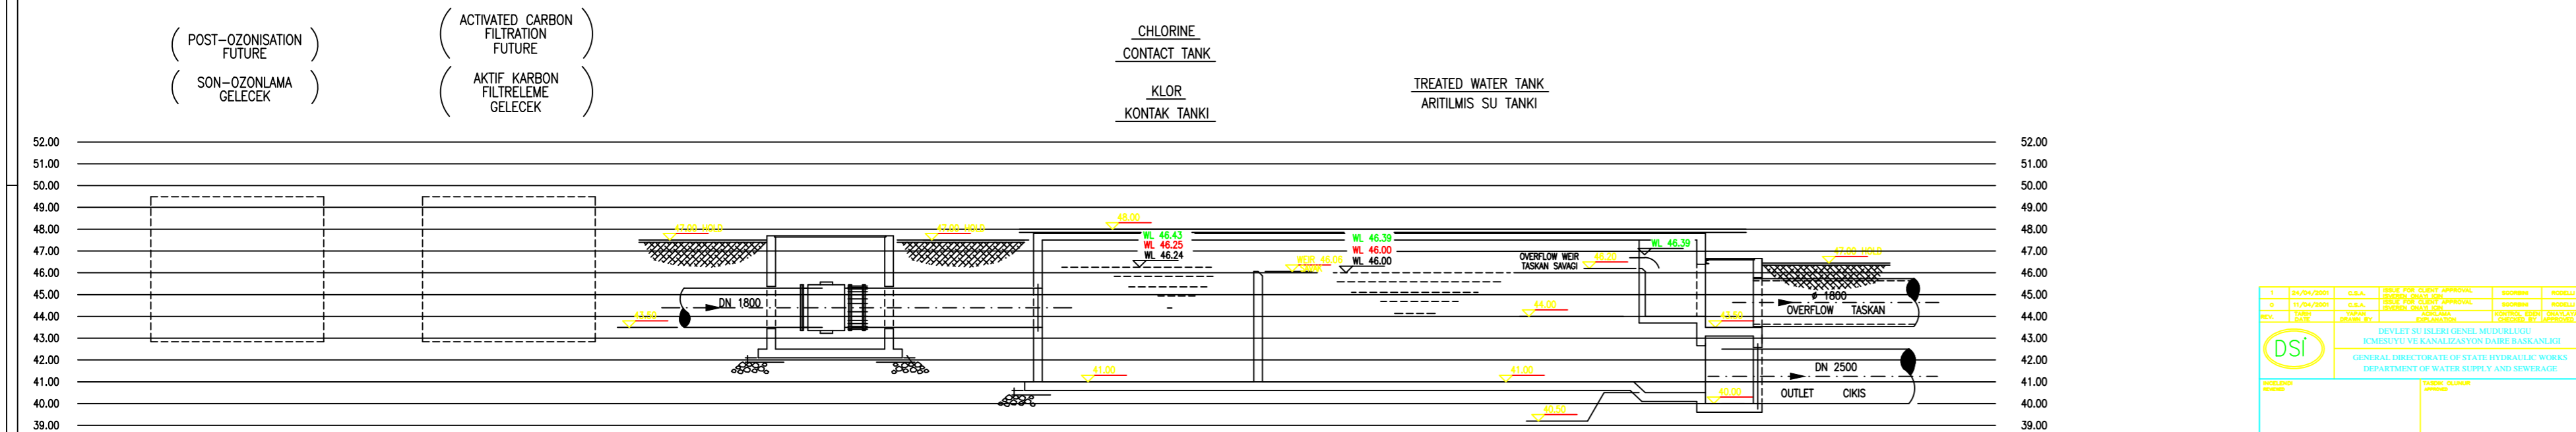 POST-OZONISATION
FUTURE
SON-OZONLAMA
GELECEK
ACTIVATED CARBON
FILTRATION
FUTURE
AKTIF KARBON
FILTRELEME
GELECEK
CHLORINE
CONTACT TANK
KLOR
KONTAK TANKI
TREATED WATER TANK
ARITILMIS SU TANKI
52.00 52.00
51.00 51.00
50.00 50.00
49.00 49.00
48.00 48.00
47.00 47.00
46.00 46.00
45.00 45.00
44.00 44.00
43.00 43.00
42.00 42.00
41.00 41.00
40.00 40.00
39.00 39.00
DN 1800
48.00
WL 46.43
WL 46.25
WL 46.24
41.00
WEIR
WL 46.39
WL 46.00
WL 46.00
OVERFLOW WEIR
TASKAN SAVAGI
46.20
WL 46.39
44.00
41.00
40.50
40.00
ø 1800
OVERFLOW TASKAN
DN 2500
OUTLET CIKIS
DSİ
DEVLET SU ISLERI GENEL MUDURLUGU
ICMESUYU VE KANALIZASYON DAIRE BASKANLIGI
GENERAL DIRECTORATE OF STATE HYDRAULIC WORKS
DEPARTMENT OF WATER SUPPLY AND SEWERAGE